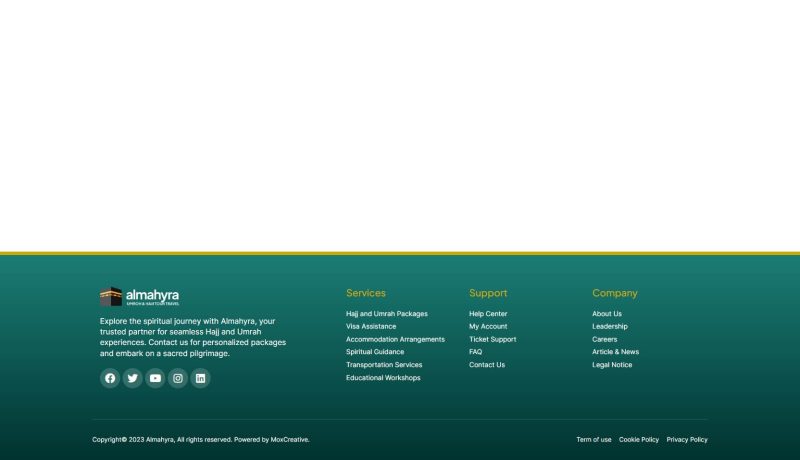 almahyra
UMROH & HAJI TOUR TRAVEL
Explore the spiritual journey with Almahyra, your
trusted partner for seamless Hajj and Umrah
experiences. Contact us for personalized packages
and embark on a sacred pilgrimage.
Services
Hajj and Umrah Packages
Visa Assistance
Accommodation Arrangements
Spiritual Guidance
Transportation Services
Educational Workshops
Support
Help Center
My Account
Ticket Support
FAQ
Contact Us
Company
About Us
Leadership
Careers
Article & News
Legal Notice
Copyright© 2023 Almahyra, All rights reserved. Powered by MoxCreative.
Term of use Cookie Policy Privacy Policy